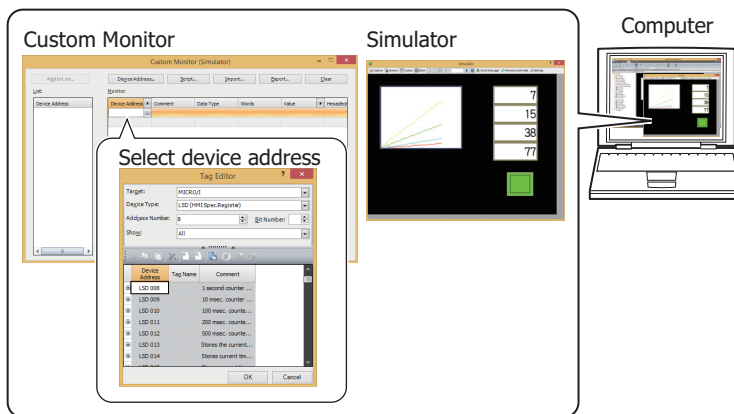 Custom Monitor
Simulator
Computer
Custom Monitor (Simulator)
Add to List...
Device Address...
Script...
Import...
Export...
Clear
List:
Monitor:
Device Address
Device Address
Comment
Data Type
Words
Value
Simulator
7
15
38
77
Select device address
Tag Editor
Target:
MICRO/I
Device Type:
LSD (HMI Spec.Register)
Address Number:
8
Bit Number:
Show:
All
Device Address
Tag Name
Comment
LSD 008
1 second counter ...
LSD 009
10 msec. counter ...
LSD 010
100 msec. counte...
LSD 011
200 msec. counte...
LSD 012
500 msec. counte...
LSD 013
Stores the current...
LSD 014
Stores current tim...
OK
Cancel